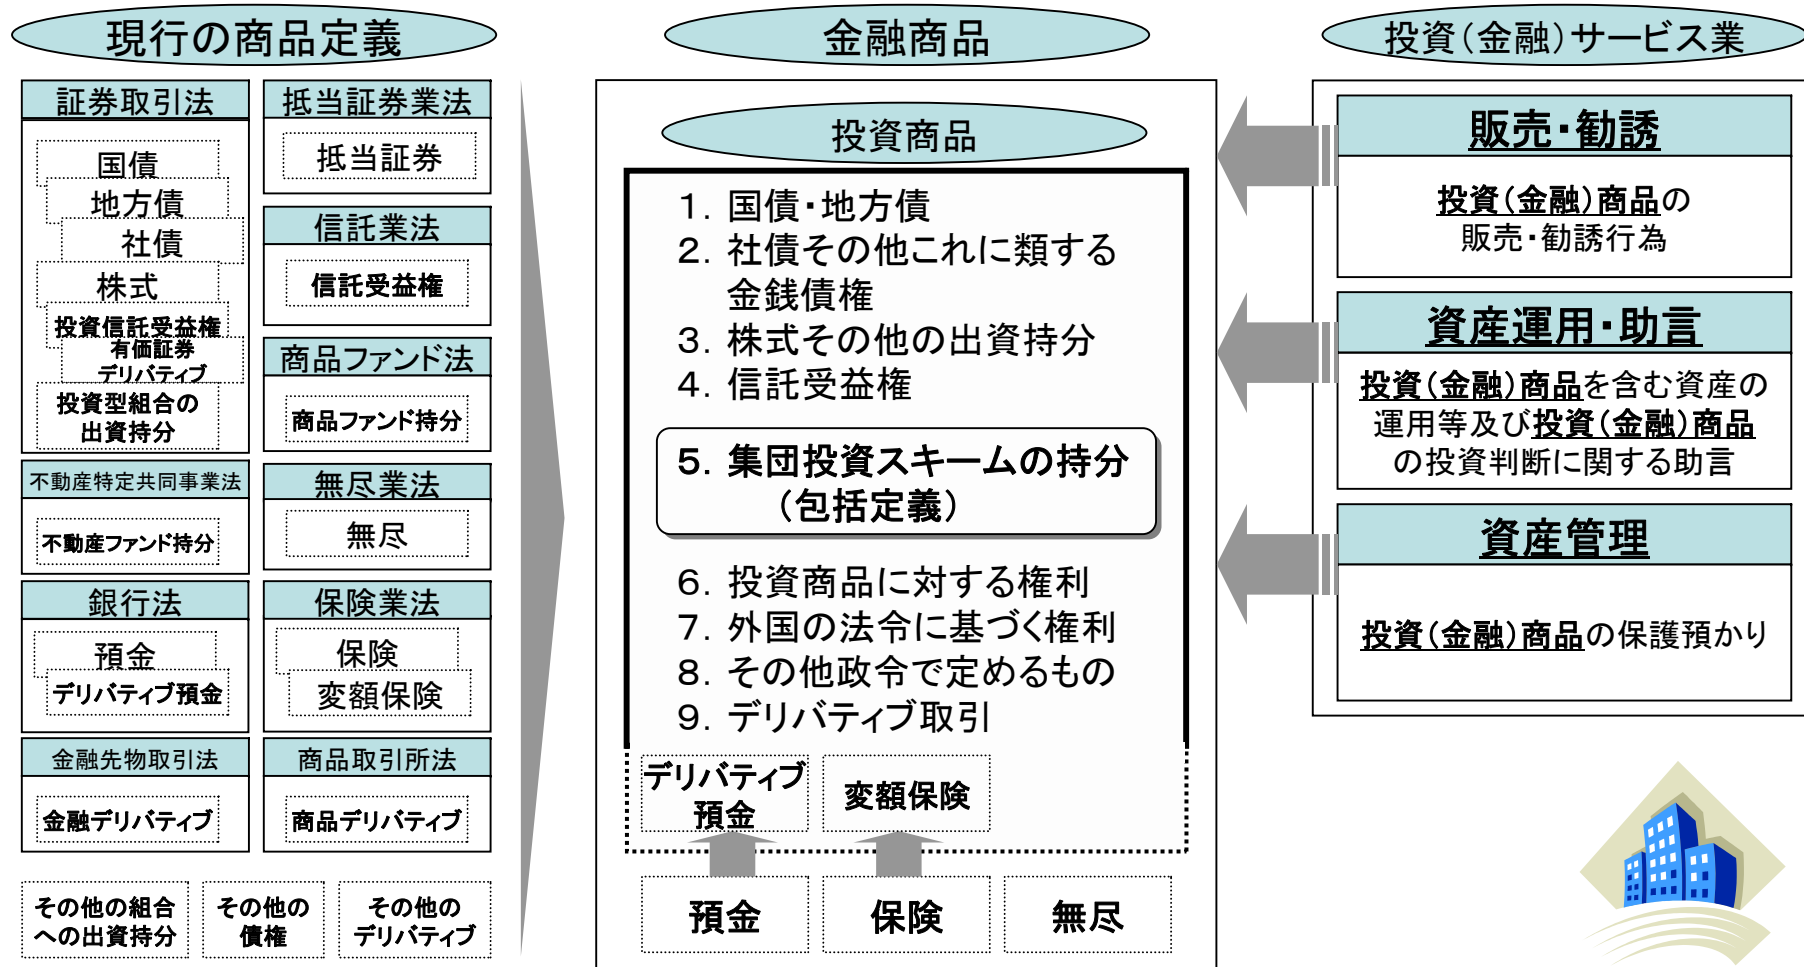 現行の商品定義
証券取引法
国債
地方債
社債
株式
投資信託受益権
有価証券
デリバティブ
投資型組合の
出資持分
不動産特定共同事業法
不動産ファンド持分
銀行法
預金
デリバティブ預金
金融先物取引法
金融デリバティブ
抵当証券業法
抵当証券
信託業法
信託受益権
商品ファンド法
商品ファンド持分
無尽業法
無尽
保険業法
保険
変額保険
商品取引所法
商品デリバティブ
その他の組合
への出資持分
その他の
債権
その他の
デリバティブ
金融商品
投資商品
1. 国債・地方債
2. 社債その他これに類する
金銭債権
3. 株式その他の出資持分
4. 信託受益権
5. 集団投資スキームの持分
(包括定義)
6. 投資商品に対する権利
7. 外国の法令に基づく権利
8. その他政令で定めるもの
9. デリバティブ取引
デリバティブ
預金
変額保険
預金
保険
無尽
投資(金融)サービス業
販売・勧誘
投資(金融)商品の
販売・勧誘行為
資産運用・助言
投資(金融)商品を含む資産の
運用等及び投資(金融)商品
の投資判断に関する助言
資産管理
投資(金融)商品の保護預かり